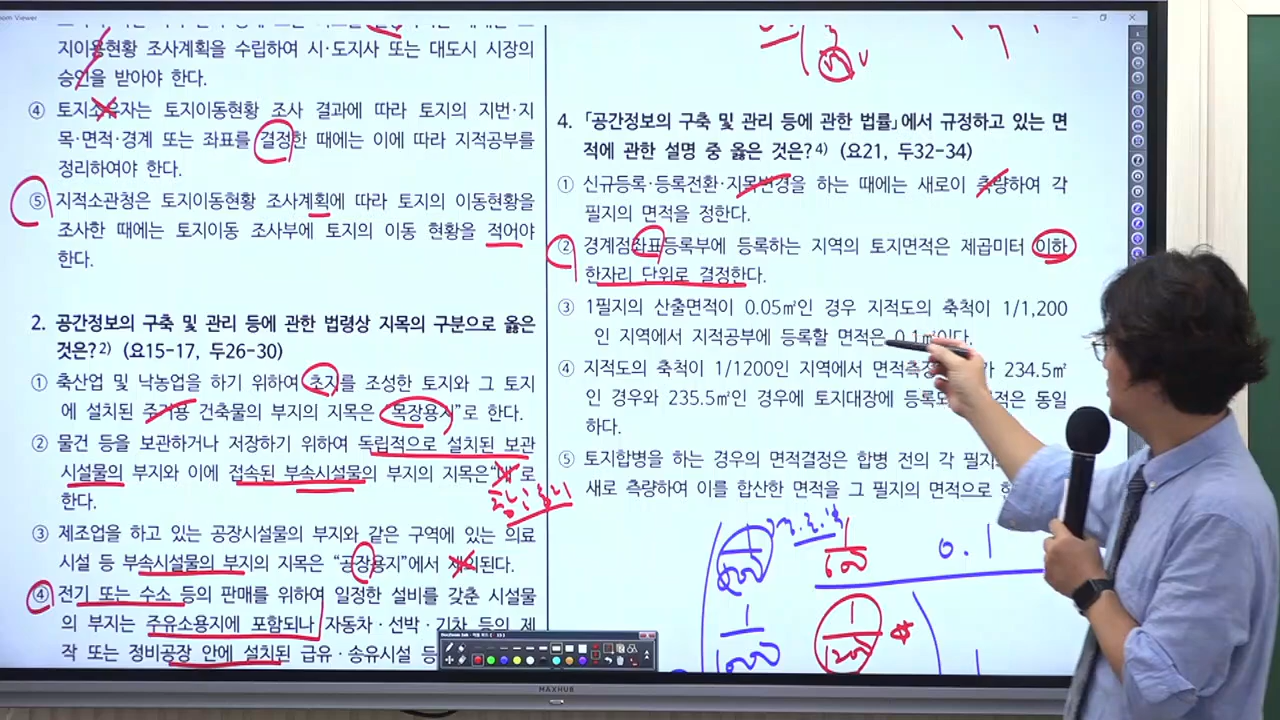 지이용현황 조사계획을 수립하여 시·도지사 또는 대도시 시장의
승인을 받아야 한다.
④ 토지소유자는 토지이동현황 조사 결과에 따라 토지의 지번·지
목·면적·경계 또는 좌표를 결정한 때에는 이에 따라 지적공부를
정리하여야 한다.
⑤ 지적소관청은 토지이동현황 조사계획에 따라 토지의 이동현황을
조사한 때에는 토지이동 조사부에 토지의 이동 현황을 적어야
한다.
2. 공간정보의 구축 및 관리 등에 관한 법령상 지목의 구분으로 옳은
것은?2) (요15-17, 두26-30)
① 축산업 및 낙농업을 하기 위하여 초지를 조성한 토지와 그 토지
에 설치된 주거용 건축물의 부지의 지목은 "목장용지"로 한다.
② 물건 등을 보관하거나 저장하기 위하여 독립적으로 설치된 보관
시설물의 부지와 이에 접속된 부속시설물의 부지의 지목은 "대"로
한다.
③ 제조업을 하고 있는 공장시설물의 부지와 같은 구역에 있는 의료
시설 등 부속시설물의 부지의 지목은 "공장용지"에서 제외된다.
④ 전기 또는 수소 등의 판매를 위하여 일정한 설비를 갖춘 시설물
의 부지는 주유소용지에 포함되나 자동차·선박·기차 등의 제
작 또는 정비공장 안에 설치된 급유·송유시설 등
4. 「공간정보의 구축 및 관리 등에 관한 법률」에서 규정하고 있는 면
적에 관한 설명 중 옳은 것은?4) (요21, 두32-34)
① 신규등록·등록전환·지목변경을 하는 때에는 새로이 측량하여 각
필지의 면적을 정한다.
② 경계점좌표등록부에 등록하는 지역의 토지면적은 제곱미터 이하
한자리 단위로 결정한다.
③ 1필지의 산출면적이 0.05㎡인 경우 지적도의 축척이 1/1,200
인 지역에서 지적공부에 등록할 면적은 0.1㎡이다.
④ 지적도의 축척이 1/1200인 지역에서 면적측정 가 234.5㎡
인 경우와 235.5㎡인 경우에 토지대장에 등록되 적은 동일
하다.
⑤ 토지합병을 하는 경우의 면적결정은 합병 전의 각 필지
새로 측량하여 이를 합산한 면적을 그 필지의 면적으로
1/600 0.1
1/1000 1/1200 1
MAXHUB